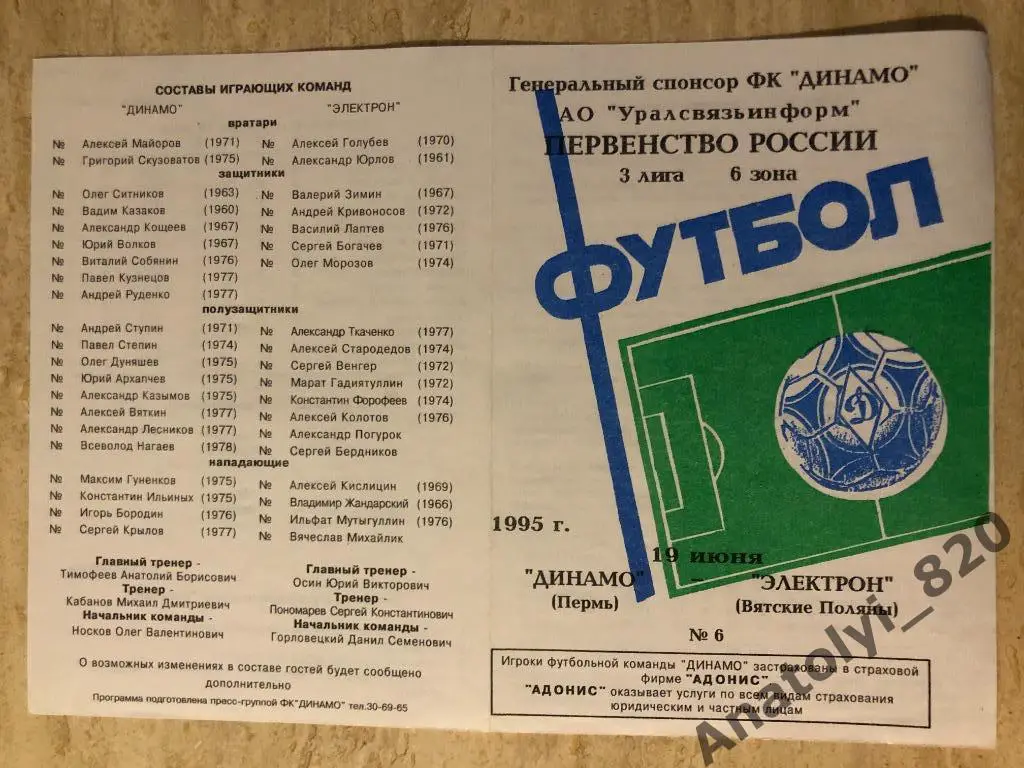 СОСТАВЫ ИГРАЮЩИХ КОМАНД
"ДИНАМО" "ЭЛЕКТРОН"
вратари
№ Алексей Майоров (1971) № Алексей Голубев (1970)
№ Григорий Скузоватов (1975) № Александр Юрлов (1961)
защитники
№ Олег Ситников (1963) № Валерий Зимин (1967)
№ Вадим Казаков (1960) № Андрей Кривоносов (1972)
№ Александр Кощеев (1967) № Василий Лаптев (1976)
№ Юрий Волков (1967) № Сергей Богачев (1971)
№ Виталий Собянин (1976) № Олег Морозов (1974)
№ Павел Кузнецов (1977)
№ Андрей Руденко (1977)
полузащитники
№ Андрей Ступин (1971) № Александр Ткаченко (1977)
№ Павел Степин (1974) № Алексей Стародедов (1974)
№ Олег Дуняшев (1975) № Сергей Венгер (1972)
№ Юрий Архапчев (1975) № Марат Гадиятуллин (1972)
№ Александр Казымов (1975) № Константин Форофеев (1974)
№ Алексей Вяткин (1977) № Алексей Колотов (1976)
№ Александр Лесников (1977) № Александр Погурок
№ Всеволод Нагаев (1978) № Сергей Бердников
нападающие
№ Максим Гуненков (1975) № Алексей Кислицин (1969)
№ Константин Ильиных (1975) № Владимир Жандарский (1966)
№ Игорь Бородин (1976) № Ильфат Мутыгуллин (1976)
№ Сергей Крылов (1977) № Вячеслав Михайлик
Главный тренер -
Тимофеев Анатолий Борисович
Тренер -
Кабанов Михаил Дмитриевич
Начальник команды -
Носков Олег Валентинович
Главный тренер -
Осин Юрий Викторович
Тренер -
Пономарев Сергей Константинович
Начальник команды -
Горловецкий Данил Семенович
О возможных изменениях в составе гостей будет сообщено
дополнительно
Программа подготовлена пресс-группой ФК"ДИНАМО" тел.30-69-65
Генеральный спонсор ФК "ДИНАМО"
АО "Уралсвязьинформ"
ПЕРВЕНСТВО РОССИИ
3 лига 6 зона
ФУТБОЛ
Д
1995 г.
19 июня
"ДИНАМО" – "ЭЛЕКТРОН"
(Пермь) (Вятские Поляны)
№ 6
Игроки футбольной команды "ДИНАМО" застрахованы в страховой
фирме "АДОНИС"
"АДОНИС" оказывает услуги по всем видам страхования
юридическим и частным лицам
Anatolyi_820